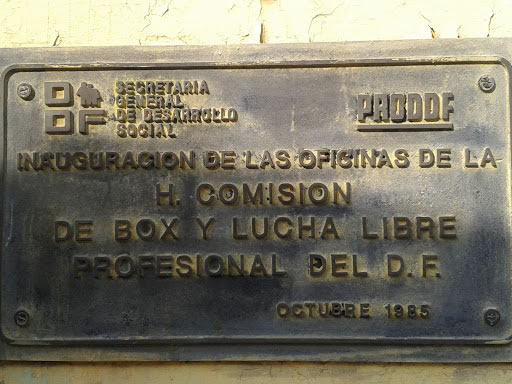 DDF
SECRETARIA
GENERAL
DE DESARROLLO
SOCIAL
PRODDF
INAUGURACION DE LAS OFICINAS DE LA
H. COMISION
DE BOX Y LUCHA LIBRE
PROFESIONAL DEL D.F.
OCTUBRE 1985